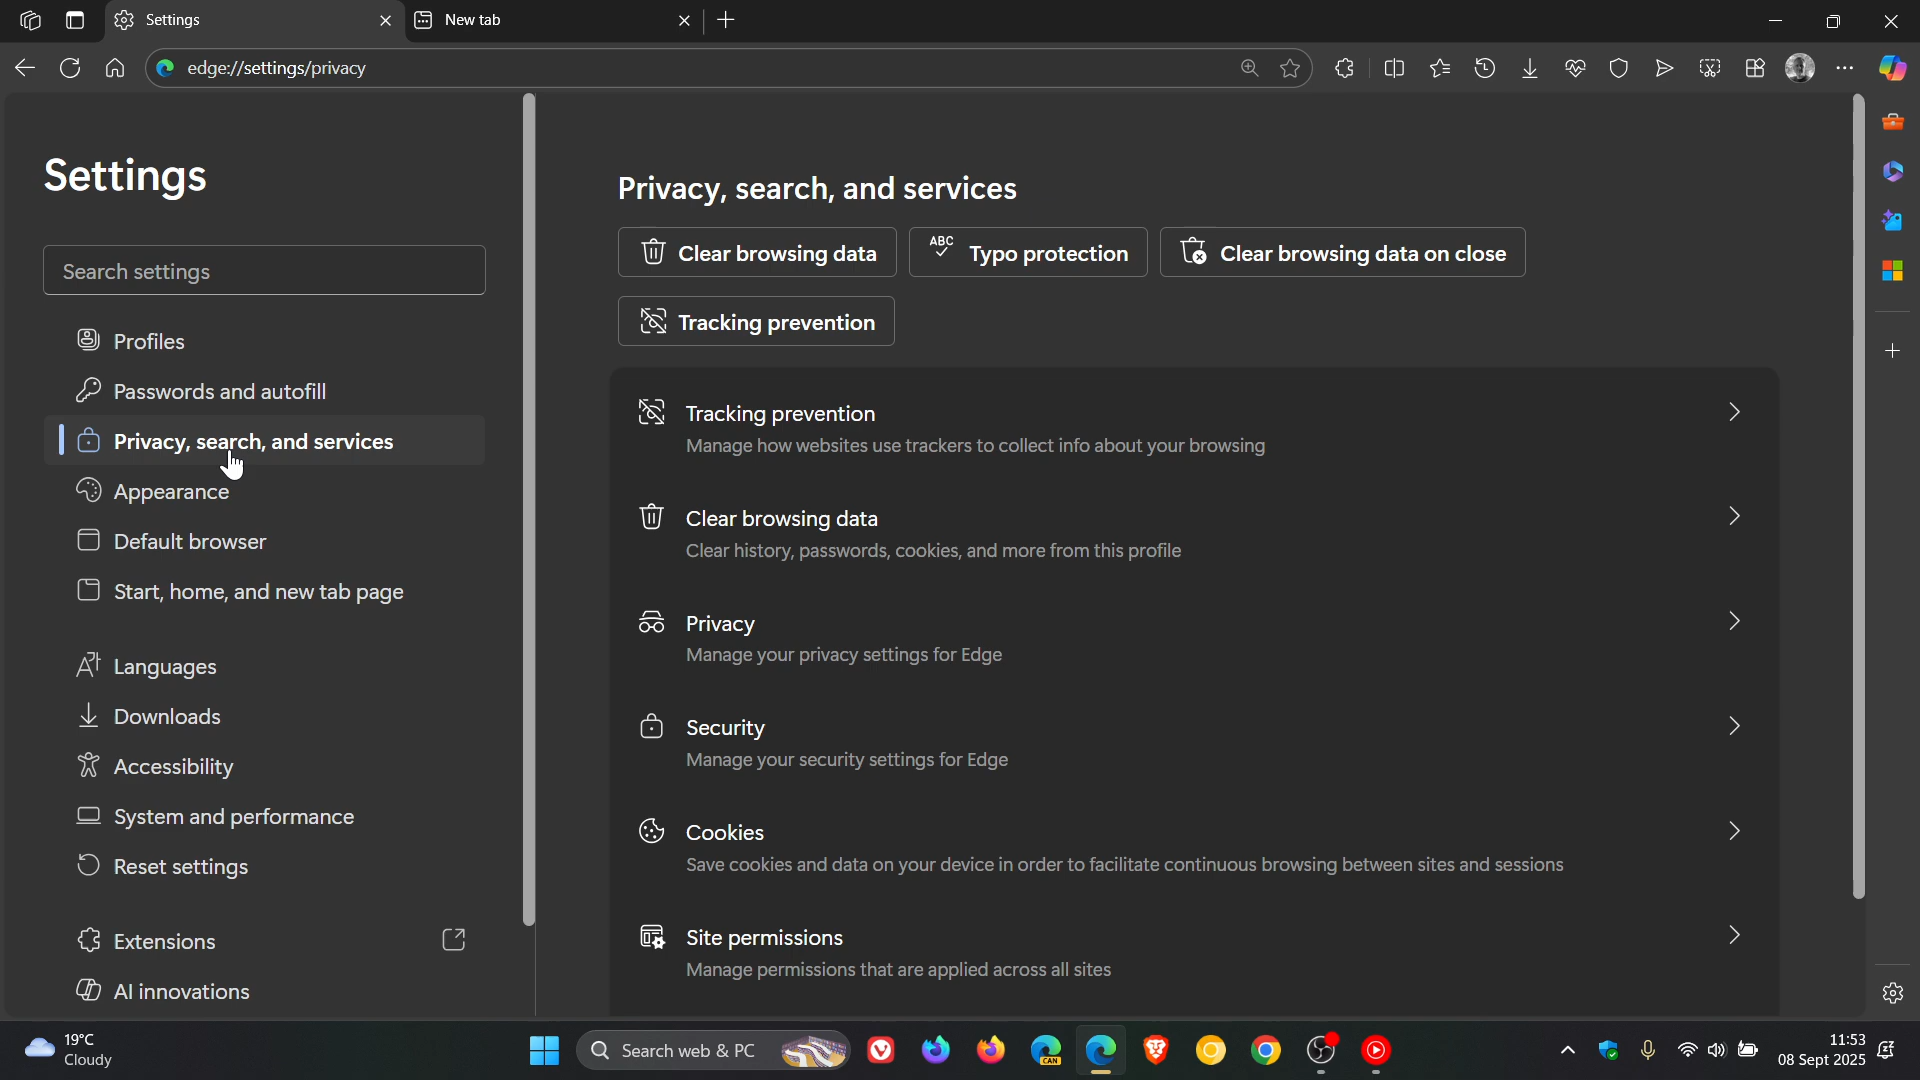 Settings
New tab
edge://settings/privacy
Settings
Search settings
Profiles
Passwords and autofill
Privacy, search, and services
Appearance
Default browser
Start, home, and new tab page
Languages
Downloads
Accessibility
System and performance
Reset settings
Extensions
AI innovations
Privacy, search, and services
Clear browsing data
ABC
Typo protection
Clear browsing data on close
Tracking prevention
Tracking prevention
Manage how websites use trackers to collect info about your browsing
Clear browsing data
Clear history, passwords, cookies, and more from this profile
Privacy
Manage your privacy settings for Edge
Security
Manage your security settings for Edge
Cookies
Save cookies and data on your device in order to facilitate continuous browsing between sites and sessions
Site permissions
Manage permissions that are applied across all sites
19°C
Cloudy
Search web & PC
CAN
11:53
08 Sept 2025